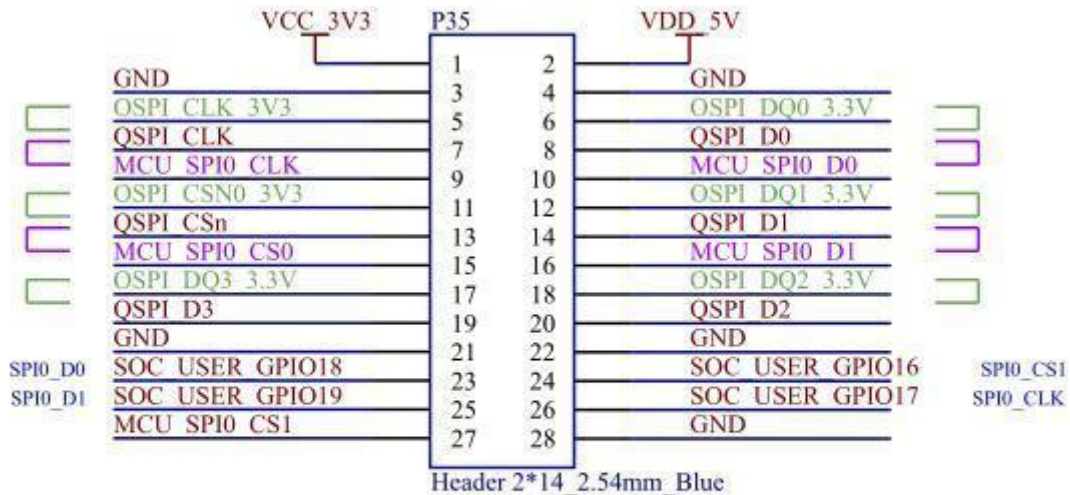 VCC_3V3 P35 VDD_5V
1 2
GND 3 4 GND
OSPI_CLK_3V3 5 6 OSPI_DQ0_3.3V
QSPI_CLK 7 8 QSPI_D0
MCU_SPI0_CLK 9 10 MCU_SPI0_D0
OSPI_CSN0_3V3 11 12 OSPI_DQ1_3.3V
QSPI_CSn 13 14 QSPI_D1
MCU_SPI0_CS0 15 16 MCU_SPI0_D1
OSPI_DQ3_3.3V 17 18 OSPI_DQ2_3.3V
QSPI_D3 19 20 QSPI_D2
GND 21 22 GND
SPI0_D0 SOC_USER_GPIO18 23 24 SOC_USER_GPIO16 SPI0_CS1
SPI0_D1 SOC_USER_GPIO19 25 26 SOC_USER_GPIO17 SPI0_CLK
MCU_SPI0_CS1 27 28 GND
Header 2*14_2.54mm_Blue